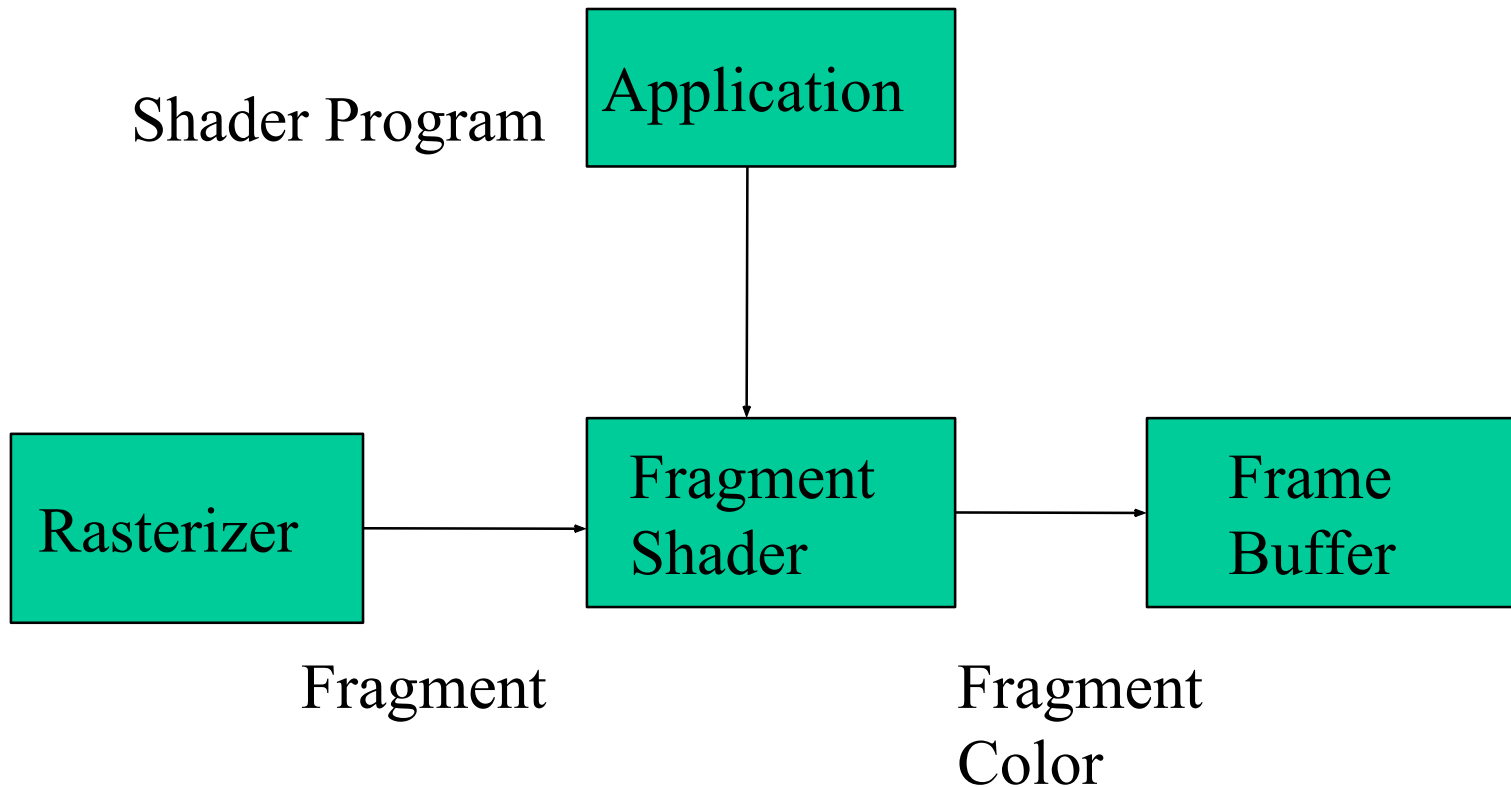 Application
Shader Program
Rasterizer
Fragment
Shader
Frame
Buffer
Fragment
Fragment
Color